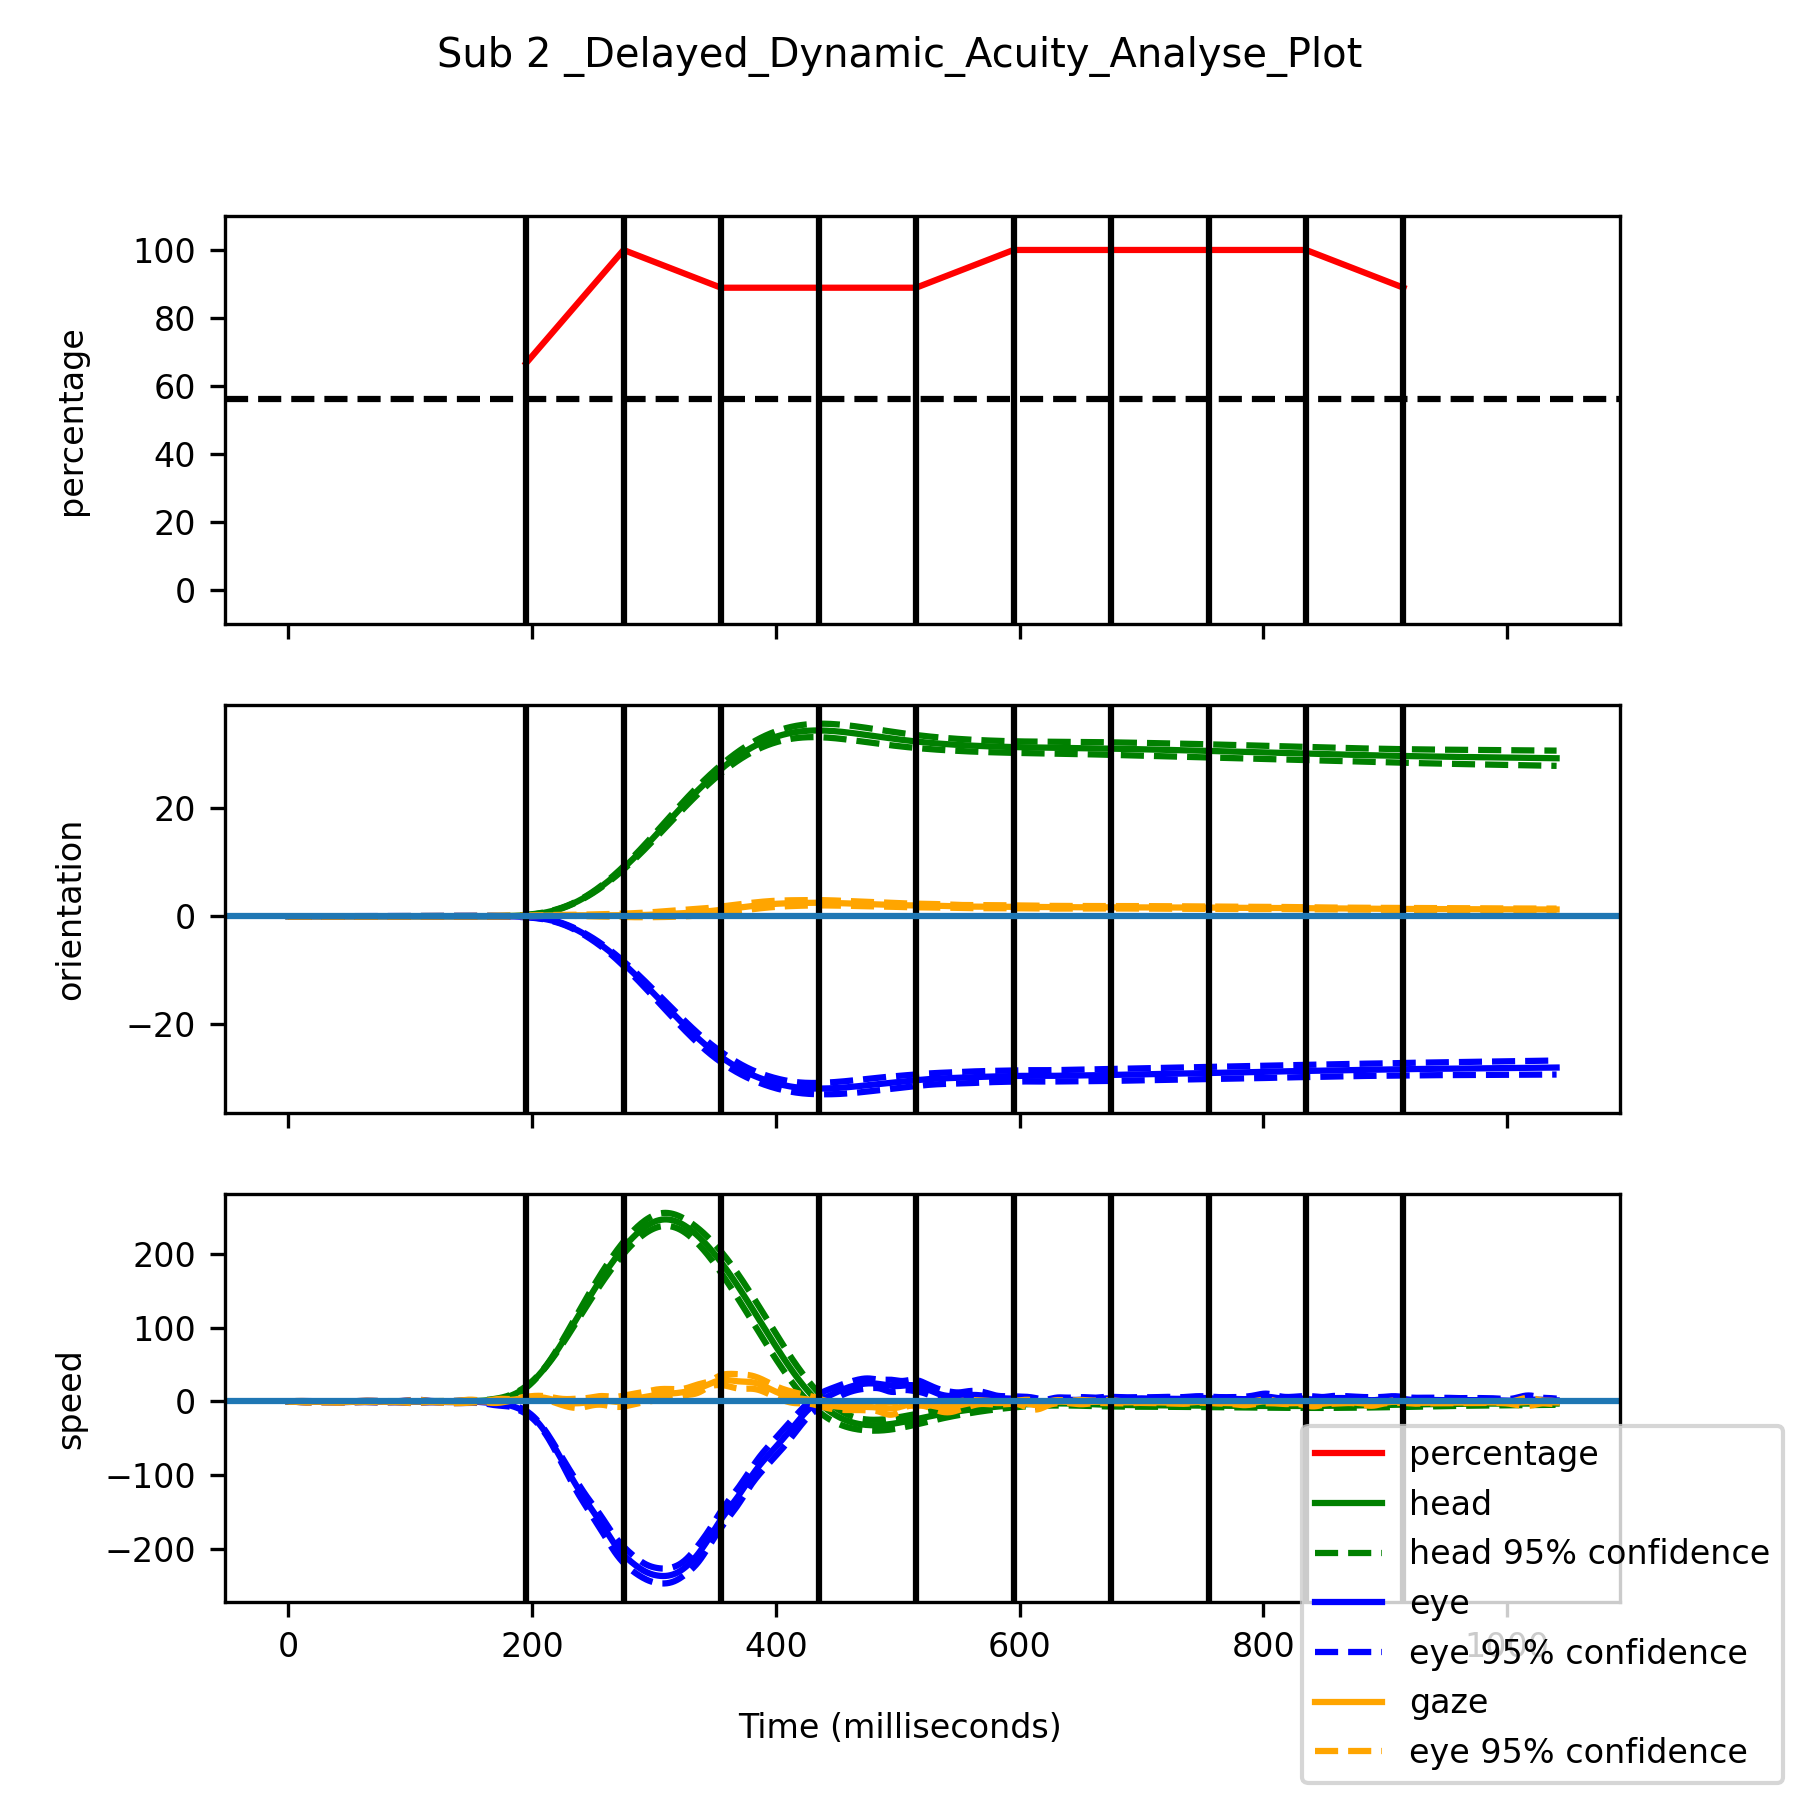 Sub 2 _Delayed_Dynamic_Acuity_Analyse_Plot
percentage
100
80
60
40
20
0
orientation
20
0
−20
speed
200
100
0
−100
−200
0 200 400 600 800 1000
Time (milliseconds)
percentage
head
head 95% confidence
eye
eye 95% confidence
gaze
eye 95% confidence